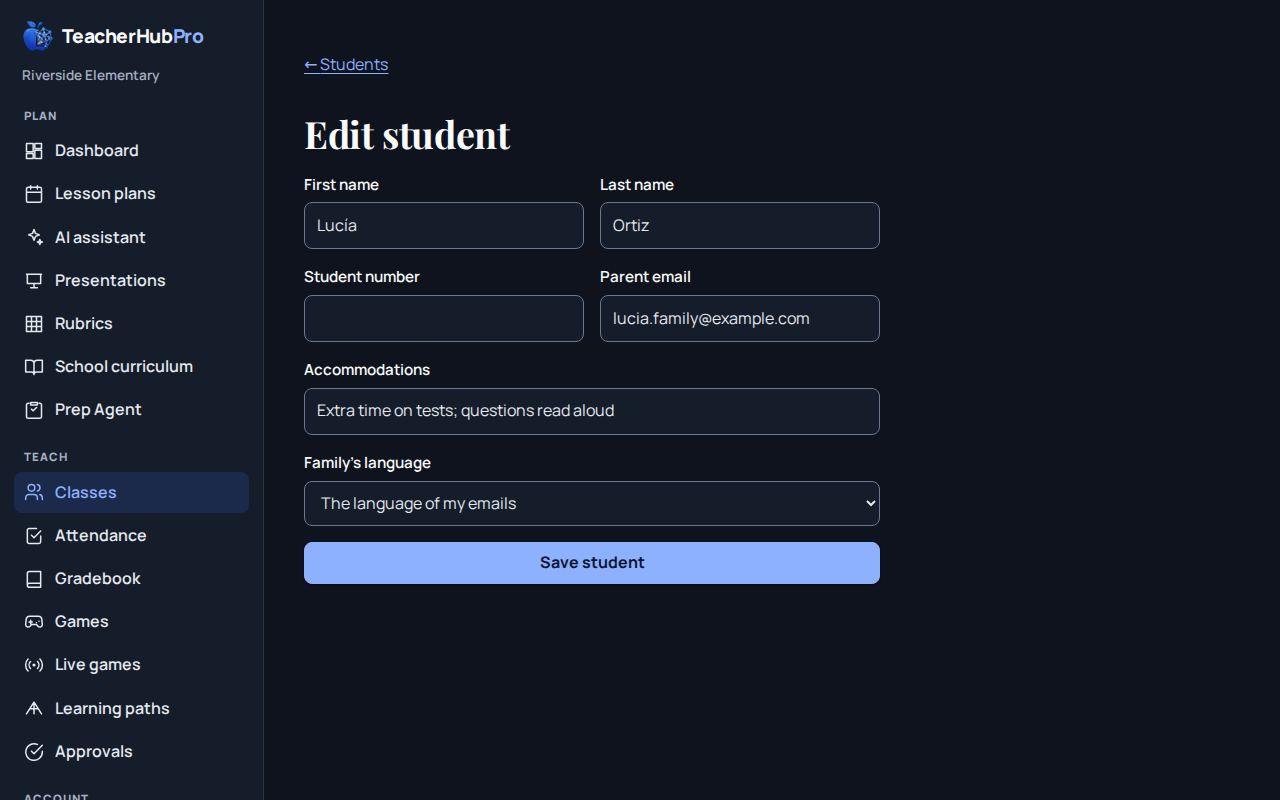 TeacherHubPro
Riverside Elementary
PLAN
Dashboard
Lesson plans
AI assistant
Presentations
Rubrics
School curriculum
Prep Agent
TEACH
Classes
Attendance
Gradebook
Games
Live games
Learning paths
Approvals
ACCOUNT
← Students
Edit student
First name
Last name
Lucía
Ortiz
Student number
Parent email
lucia.family@example.com
Accommodations
Extra time on tests; questions read aloud
Family's language
The language of my emails
Save student